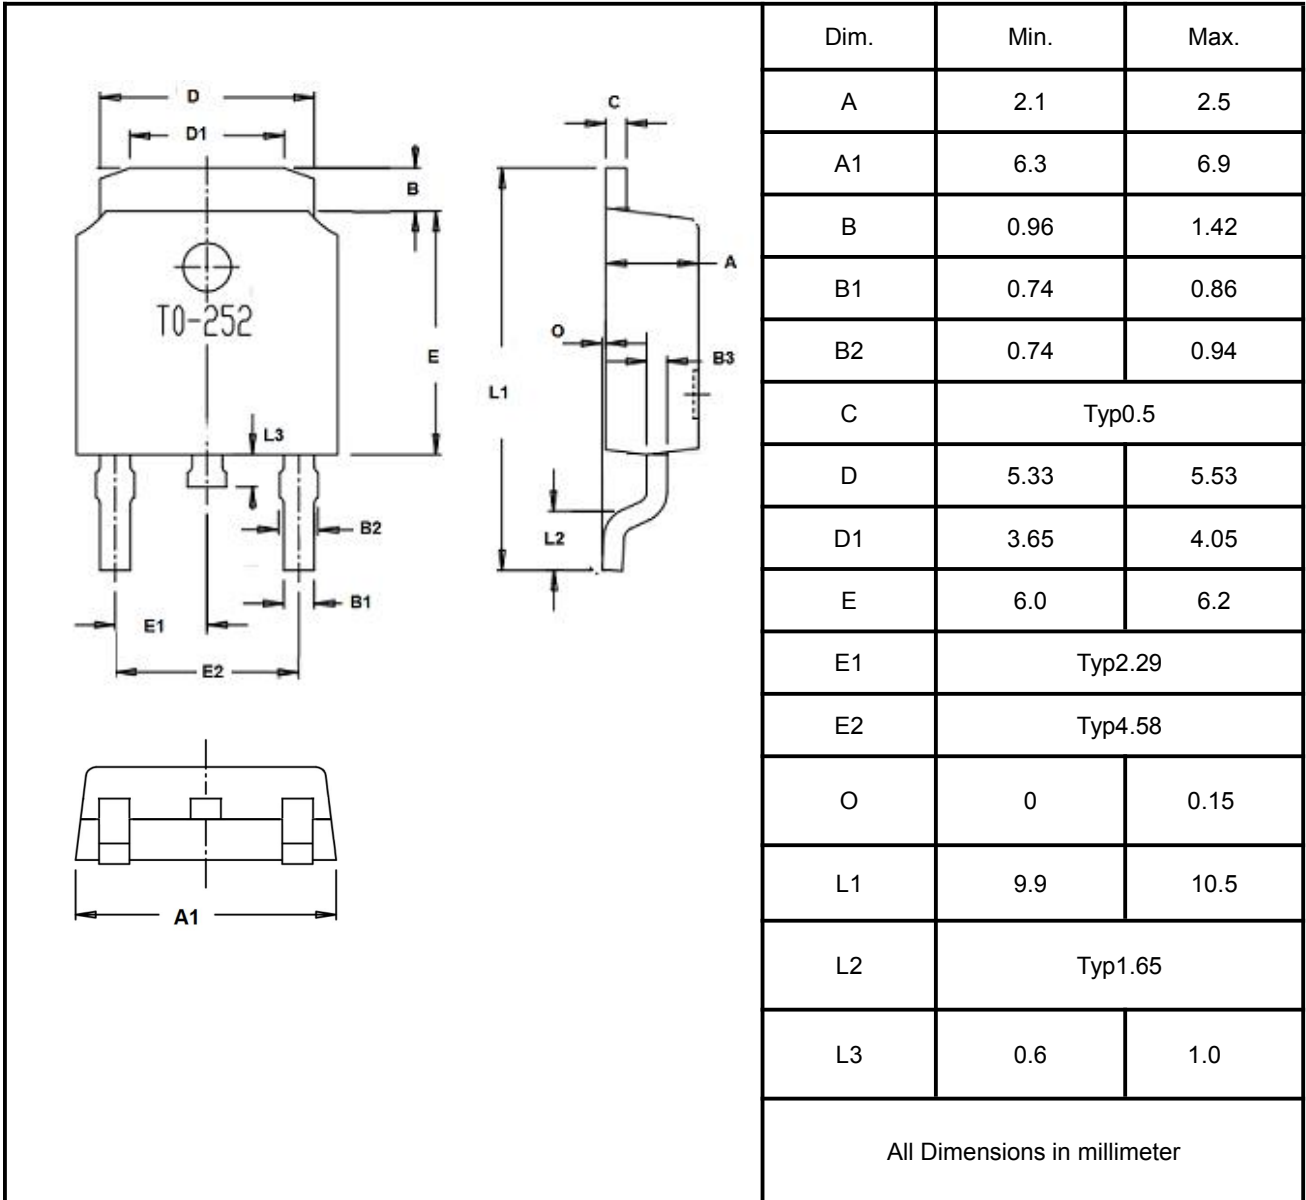 D
D1
B
TO-252
E
L3
B2
B1
E1
E2
A1
C
A
O
B3
L1
L2
Dim. Min. Max.
A 2.1 2.5
A1 6.3 6.9
B 0.96 1.42
B1 0.74 0.86
B2 0.74 0.94
C Typ0.5
D 5.33 5.53
D1 3.65 4.05
E 6.0 6.2
E1 Typ2.29
E2 Typ4.58
O 0 0.15
L1 9.9 10.5
L2 Typ1.65
L3 0.6 1.0
All Dimensions in millimeter